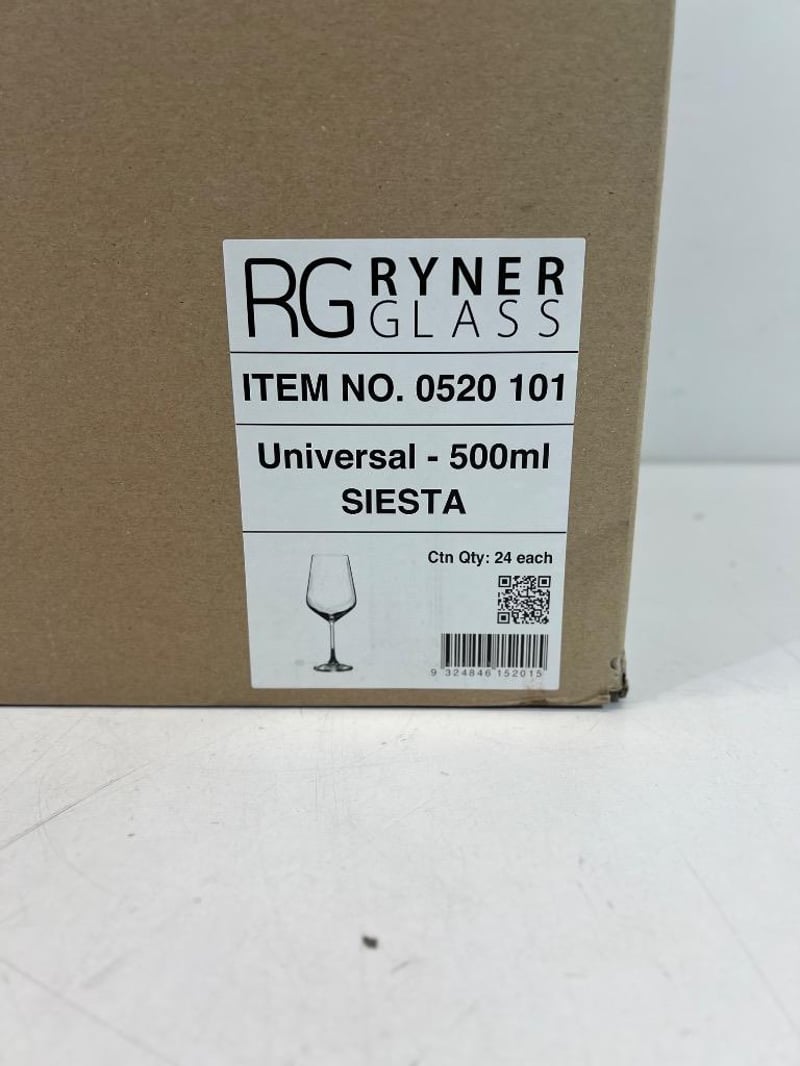 RG RYNER
GLASS
ITEM NO. 0520 101
Universal - 500ml
SIESTA
Ctn Qty: 24 each
9 324846 152015